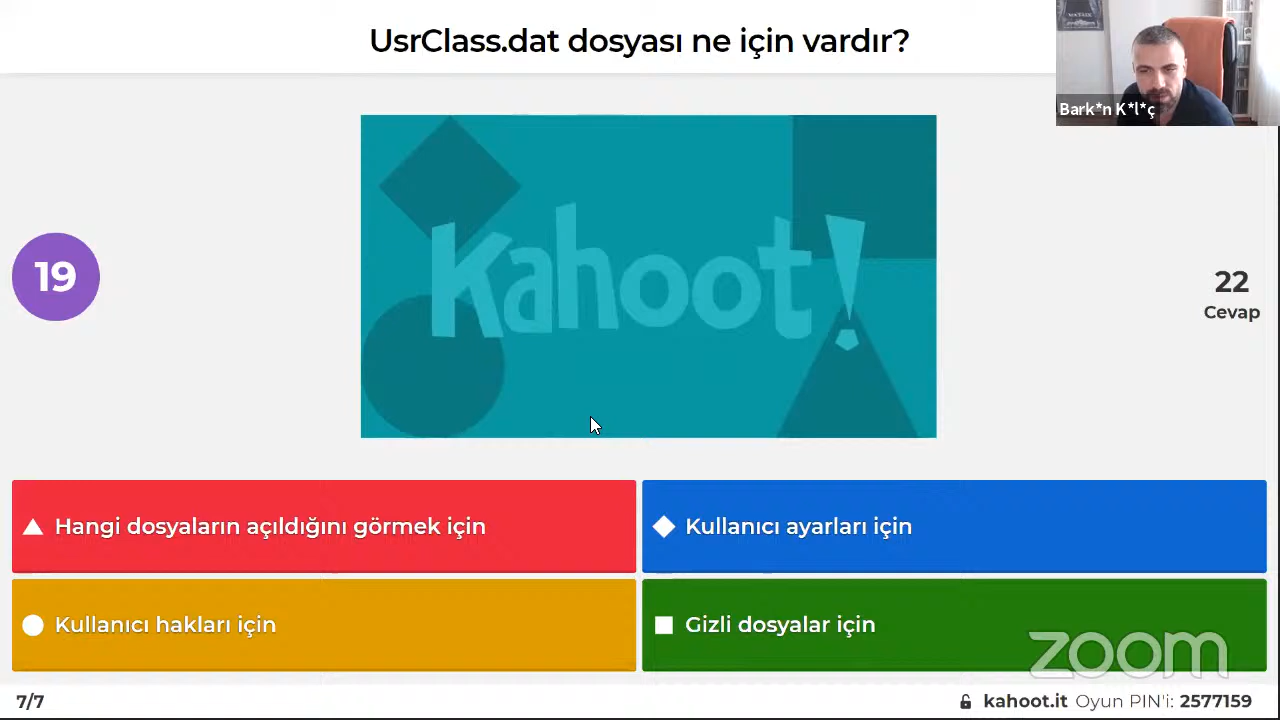 UsrClass.dat dosyası ne için vardır?
Bark*n K*l*ç
Kahoot!
19
22
Cevap
Hangi dosyaların açıldığını görmek için
Kullanıcı ayarları için
Kullanıcı hakları için
Gizli dosyalar için
zoom
7/7
kahoot.it Oyun PIN'i: 2577159